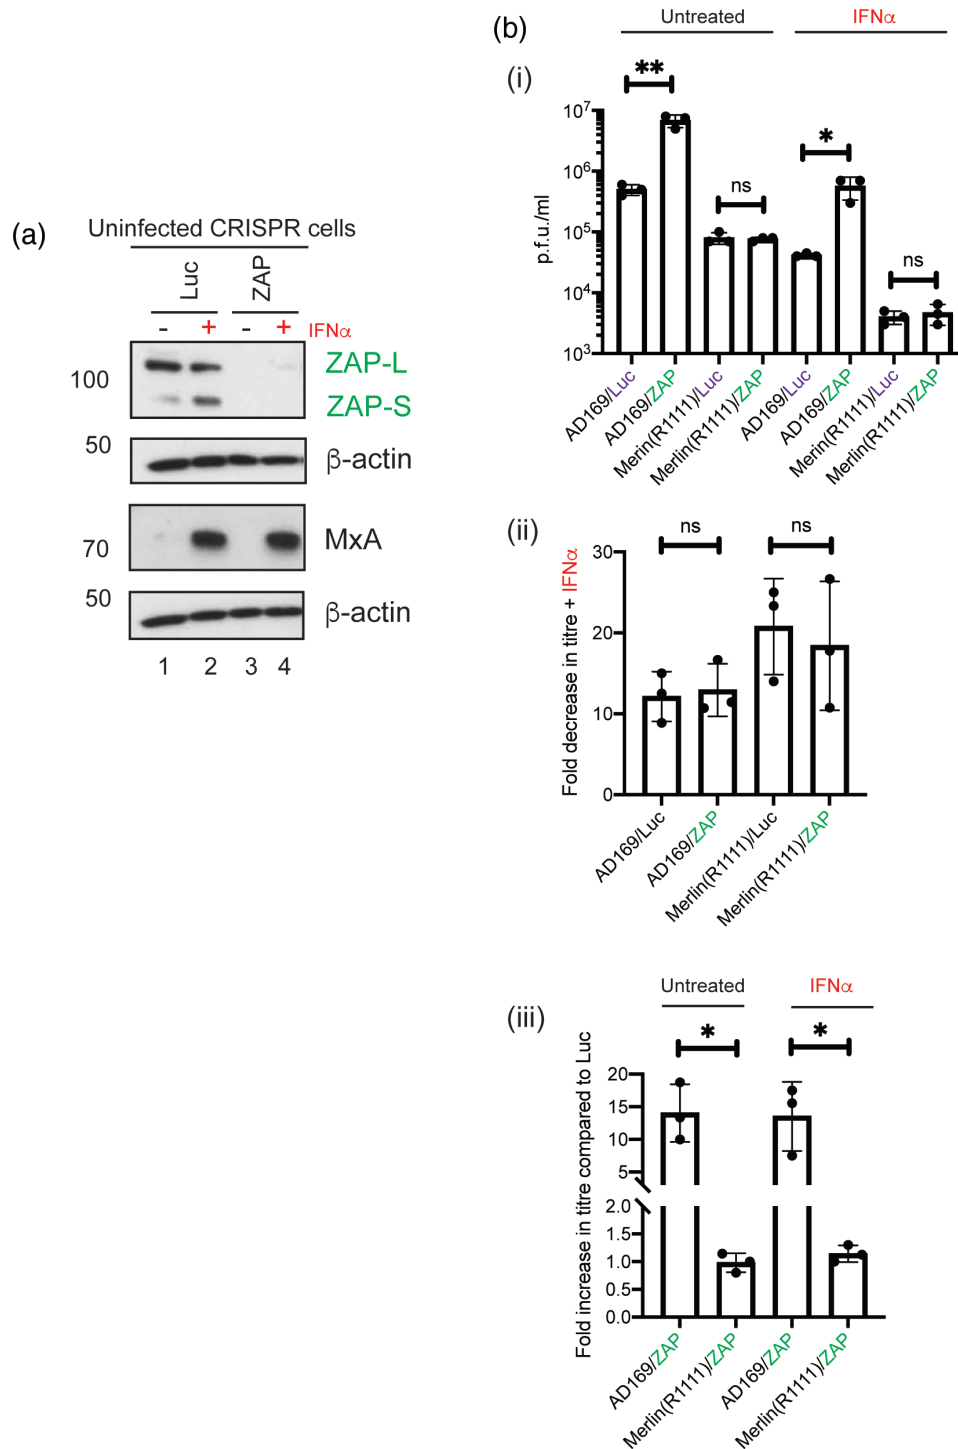 (a)
Uninfected CRISPR cells
Luc
ZAP
- + - + IFNα
100
ZAP-L
ZAP-S
50
β-actin
70
MxA
50
β-actin
1 2 3 4
(b)
Untreated
IFNα
(i)
** 
*
ns
ns
p.f.u./ml
10⁷
10⁶
10⁵
10⁴
10³
AD169/Luc
AD169/ZAP
Merin(R1111)/Luc
Merlin(R1111)/ZAP
AD169/Luc
AD169/ZAP
Merlin(R1111)/Luc
Merlin(R1111)/ZAP
(ii)
ns
ns
Fold decrease in titre + IFNα
30
20
10
0
AD169/Luc
AD169/ZAP
Merlin(R1111)/Luc
Merlin(R1111)/ZAP
(iii)
Untreated
IFNα
*
*
Fold increase in titre compared to Luc
20
15
10
5
2.0
1.5
1.0
0.5
0.0
AD169/ZAP
Merlin(R1111)/ZAP
AD169/ZAP
Merlin(R1111)/ZAP